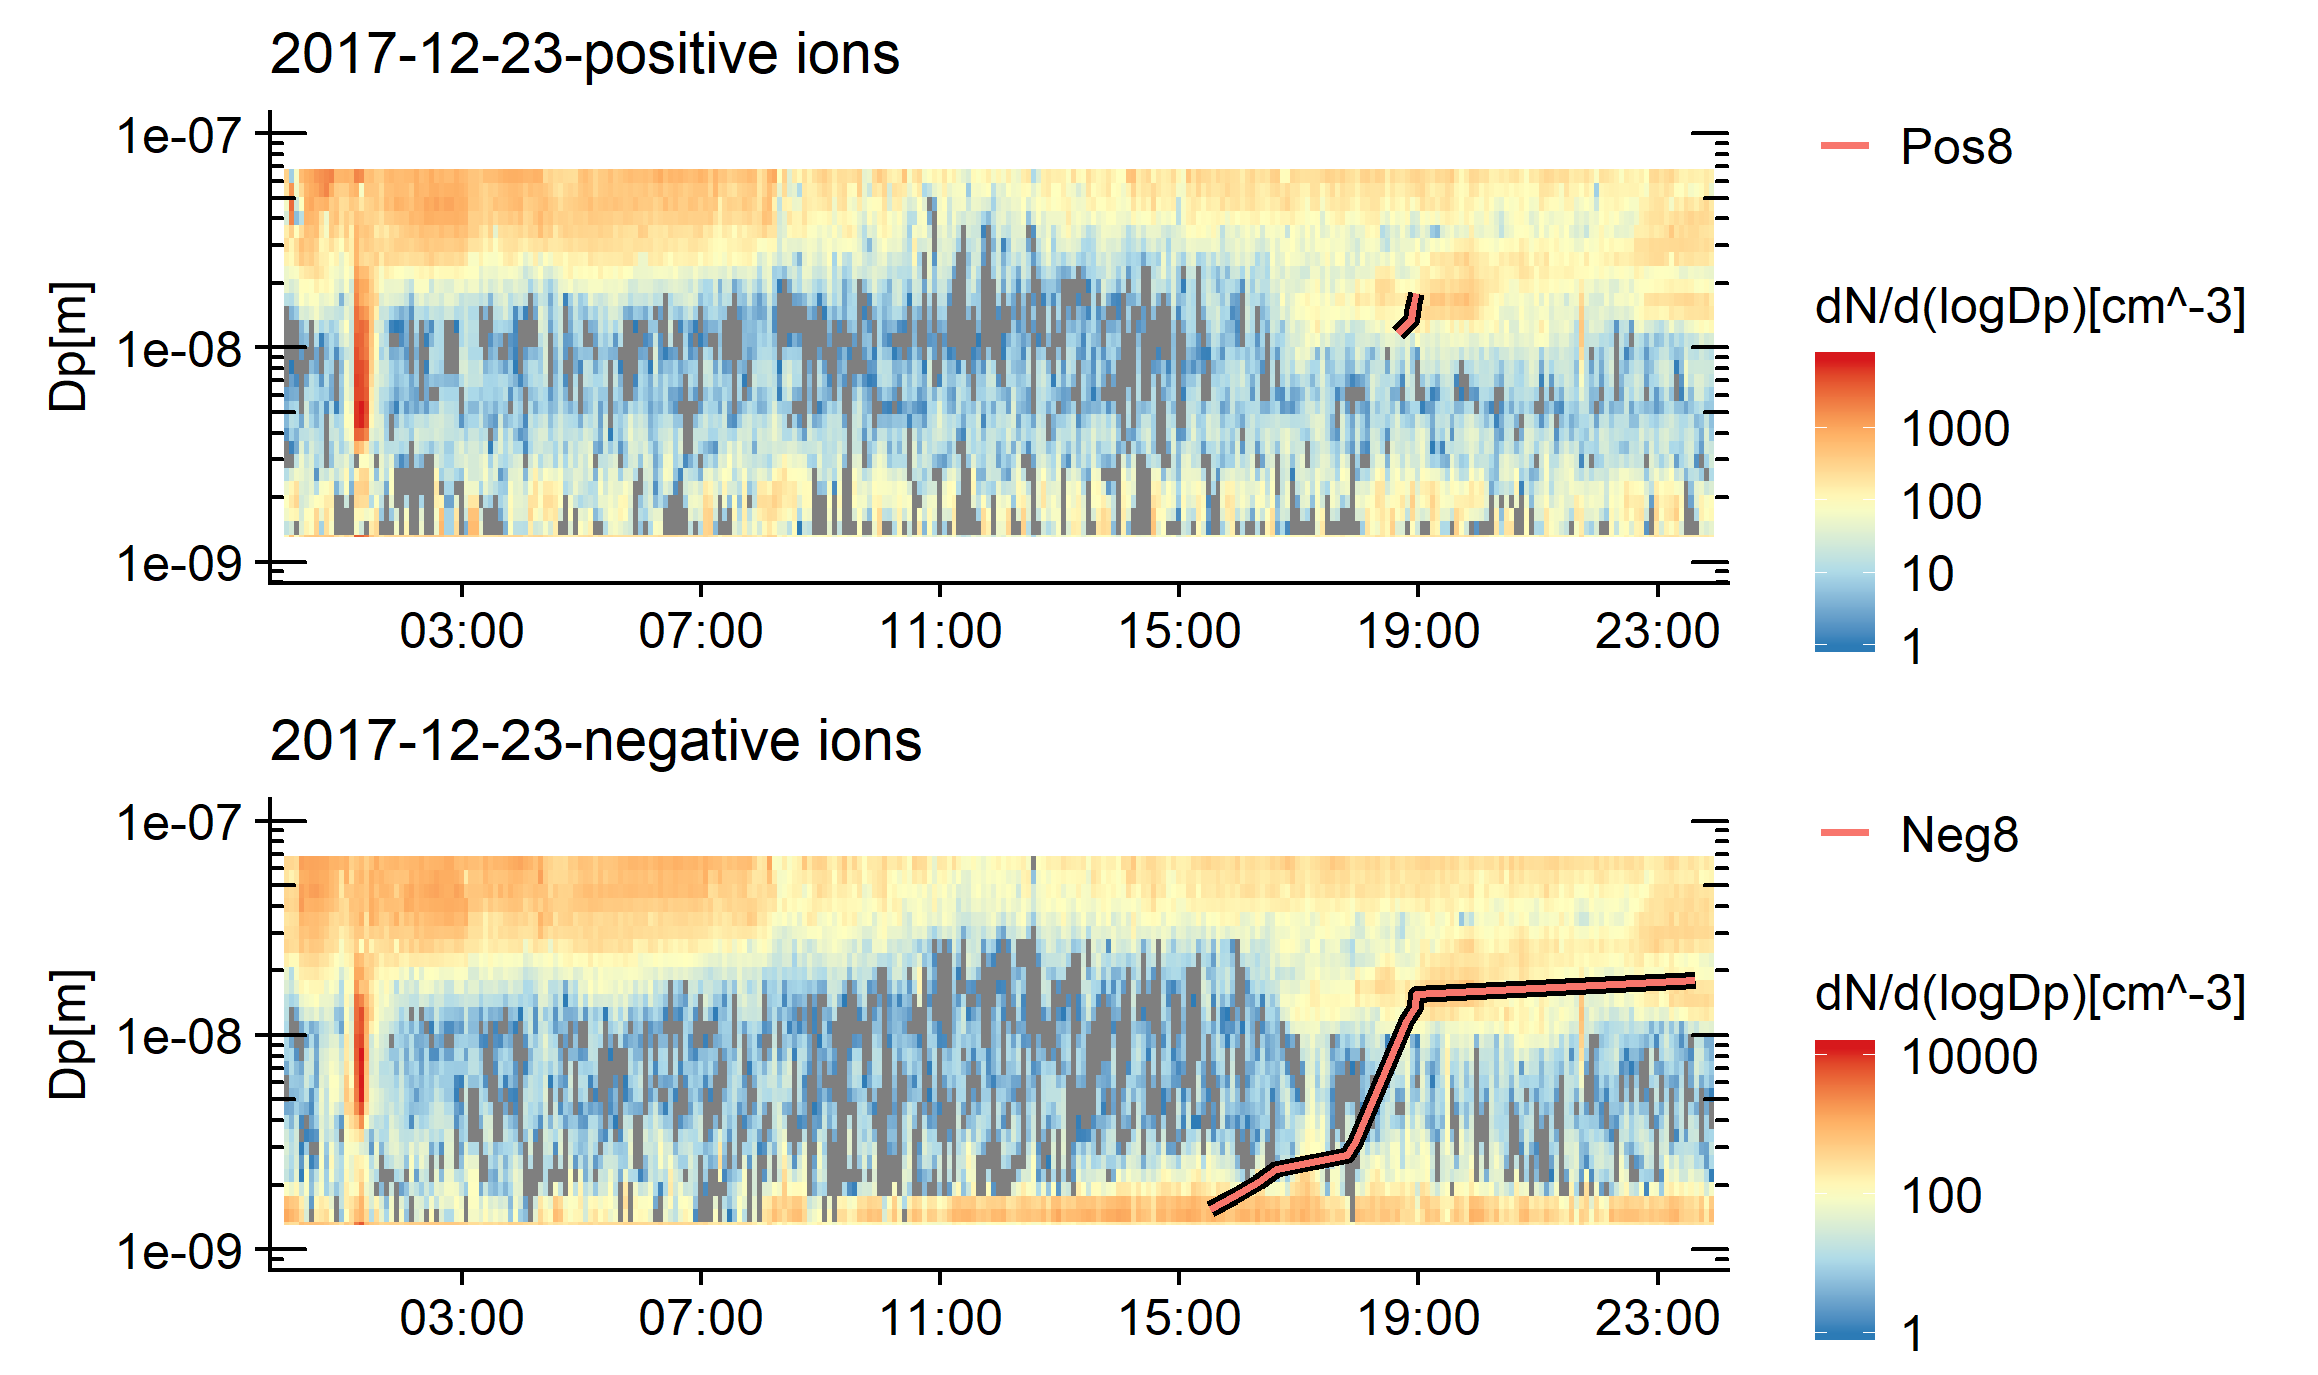 2017-12-23-positive ions
1e-07
1e-08
1e-09
Dp[m]
03:00 07:00 11:00 15:00 19:00 23:00
Pos8
dN/d(logDp)[cm^-3]
1000
100
10
1
2017-12-23-negative ions
1e-07
1e-08
1e-09
Dp[m]
03:00 07:00 11:00 15:00 19:00 23:00
Neg8
dN/d(logDp)[cm^-3]
10000
100
1